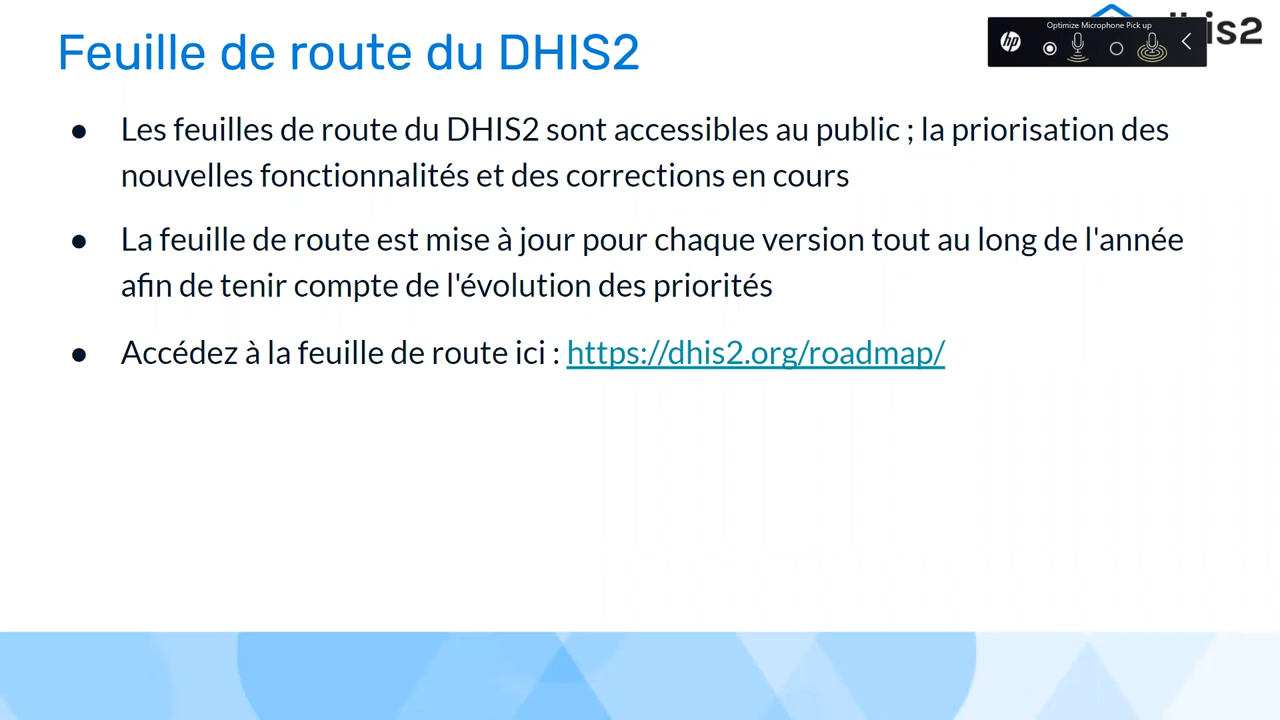 Optimize Microphone Pick up
hp
Feuille de route du DHIS2
● Les feuilles de route du DHIS2 sont accessibles au public ; la priorisation des
nouvelles fonctionnalités et des corrections en cours
● La feuille de route est mise à jour pour chaque version tout au long de l'année
afin de tenir compte de l'évolution des priorités
● Accédez à la feuille de route ici : https://dhis2.org/roadmap/